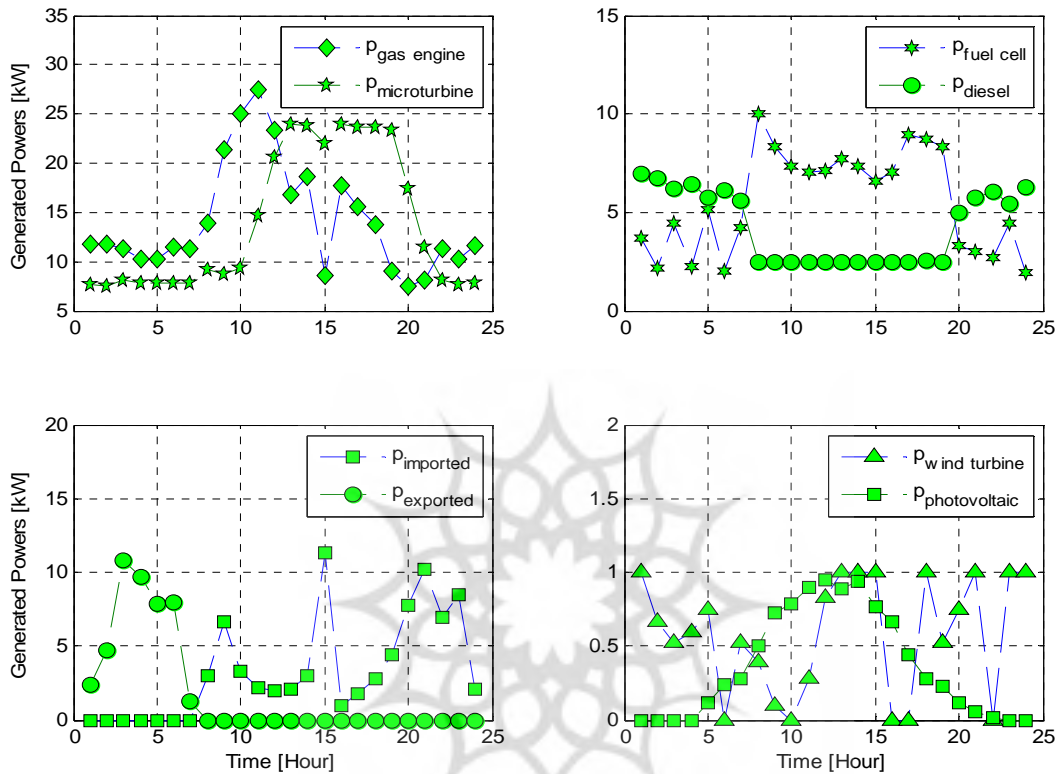 Generated Powers [kW]
35
30
25
20
15
10
5
0 5 10 15 20 25
p gas engine
p microturbine
15
10
5
0
0 5 10 15 20 25
p fuel cell
p diesel
Generated Powers [kW]
20
15
10
5
0
0 5 10 15 20 25
Time [Hour]
p imported
p exported
2
1.5
1
0.5
0
0 5 10 15 20 25
Time [Hour]
p wind turbine
p photovoltaic